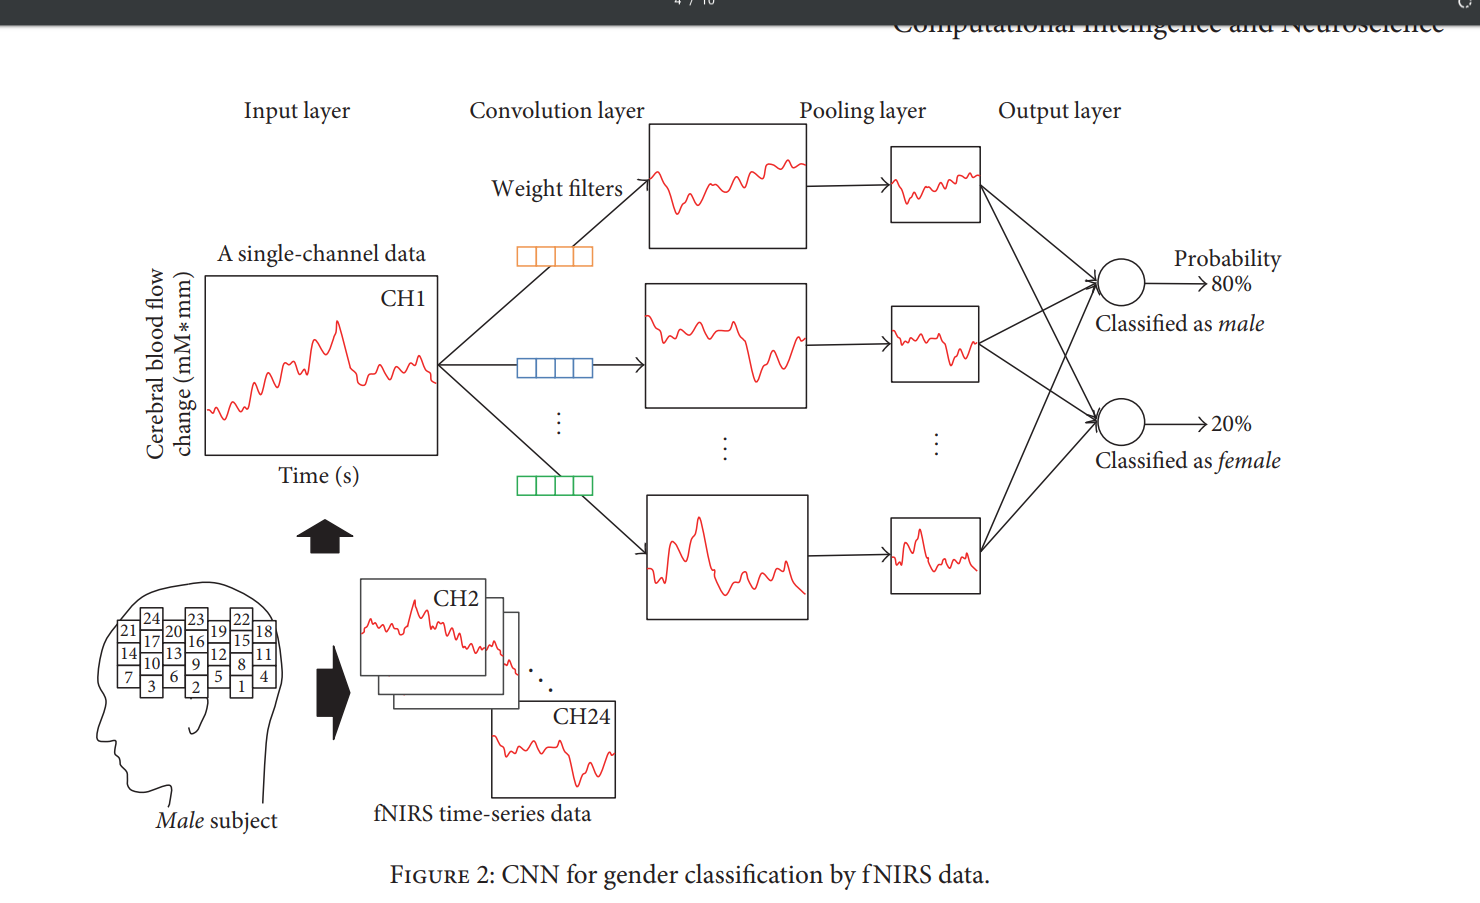 4 / 10
Computational Intelligence and Neuroscience
Input layer
Convolution layer
Pooling layer
Output layer
Weight filters
A single-channel data
CH1
Cerebral blood flow
change (mM∗mm)
Time (s)
Probability
80%
Classified as male
20%
Classified as female
24 23 22
21 20 19 18
17 16 15
14 13 12 11
10 9 8
7 6 5 4
3 2 1
CH2
CH24
Male subject
fNIRS time-series data
FIGURE 2: CNN for gender classification by fNIRS data.